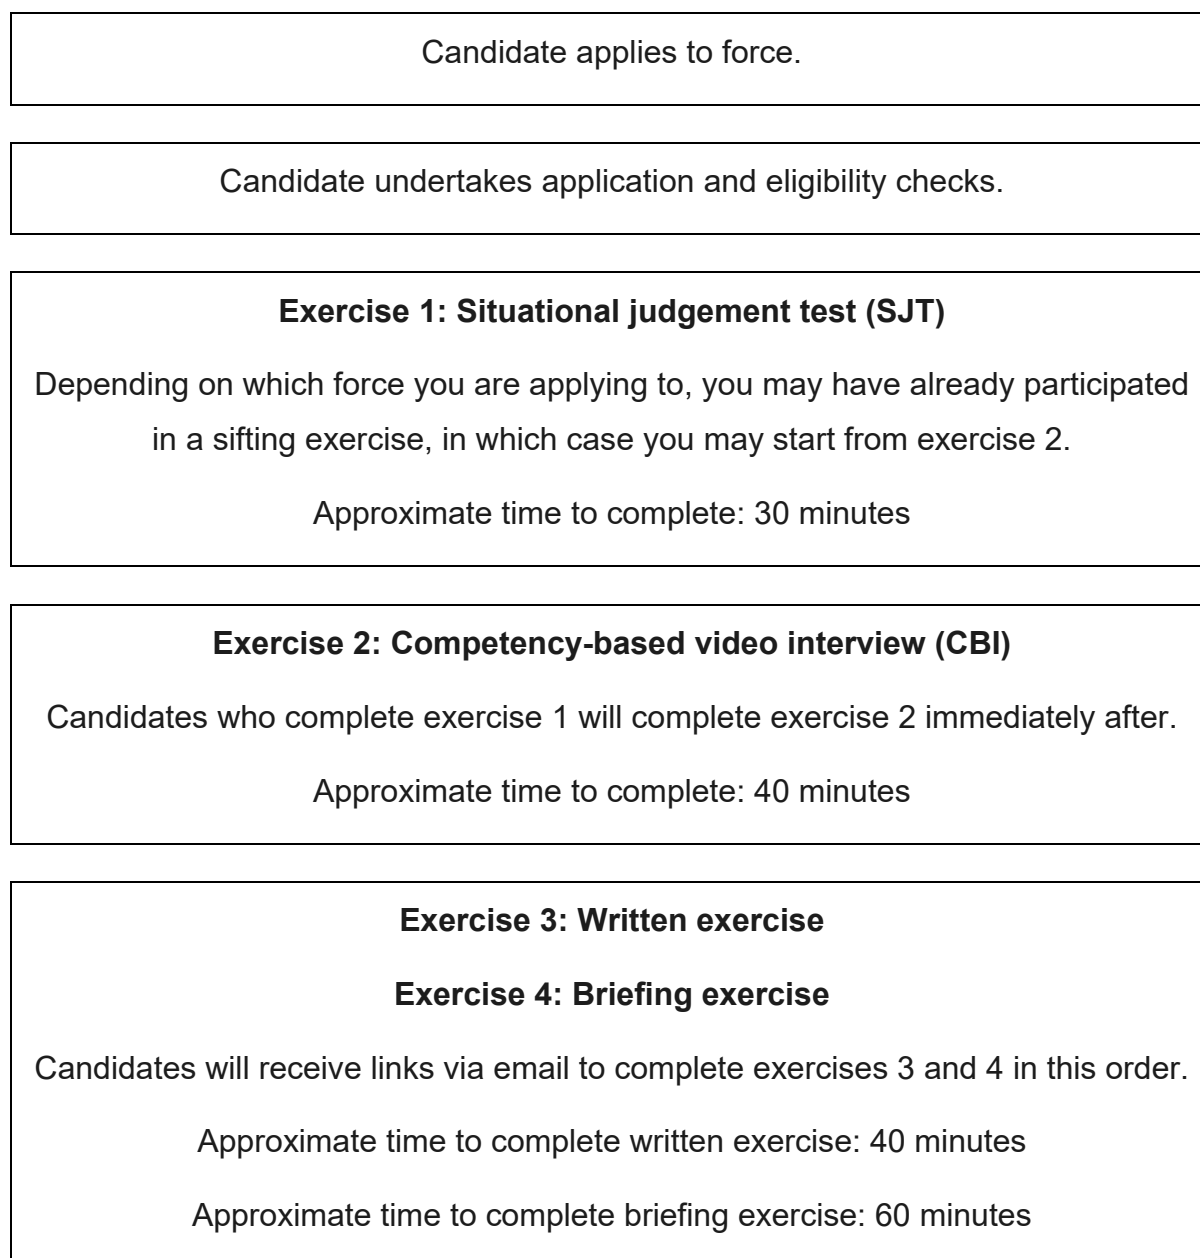 Candidate applies to force.
Candidate undertakes application and eligibility checks.
Exercise 1: Situational judgement test (SJT)
Depending on which force you are applying to, you may have already participated
in a sifting exercise, in which case you may start from exercise 2.
Approximate time to complete: 30 minutes
Exercise 2: Competency-based video interview (CBI)
Candidates who complete exercise 1 will complete exercise 2 immediately after.
Approximate time to complete: 40 minutes
Exercise 3: Written exercise
Exercise 4: Briefing exercise
Candidates will receive links via email to complete exercises 3 and 4 in this order.
Approximate time to complete written exercise: 40 minutes
Approximate time to complete briefing exercise: 60 minutes